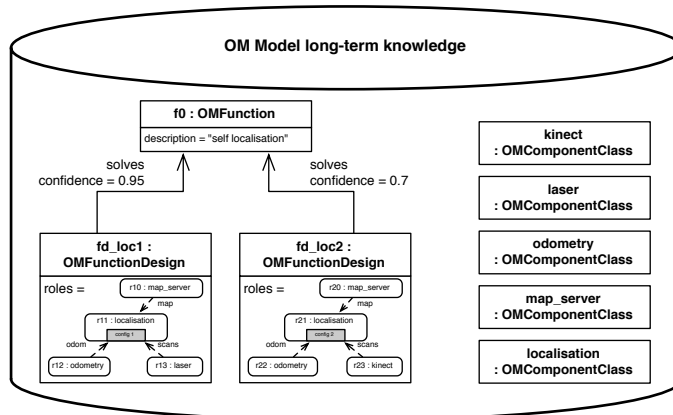 OM Model long-term knowledge
f0 : OMFunction
description = "self localisation"
solves
confidence = 0.95
solves
confidence = 0.7
fd_loc1 :
OMFunctionDesign
roles =
r10 : map_server
map
r11 : localisation
config.1
odom
scans
r12 : odometry
r13 : laser
fd_loc2 :
OMFunctionDesign
roles =
r20 : map_server
map
r21 : localisation
config.2
odom
scans
r22 : odometry
r23 : kinect
kinect
: OMComponentClass
laser
: OMComponentClass
odometry
: OMComponentClass
map_server
: OMComponentClass
localisation
: OMComponentClass